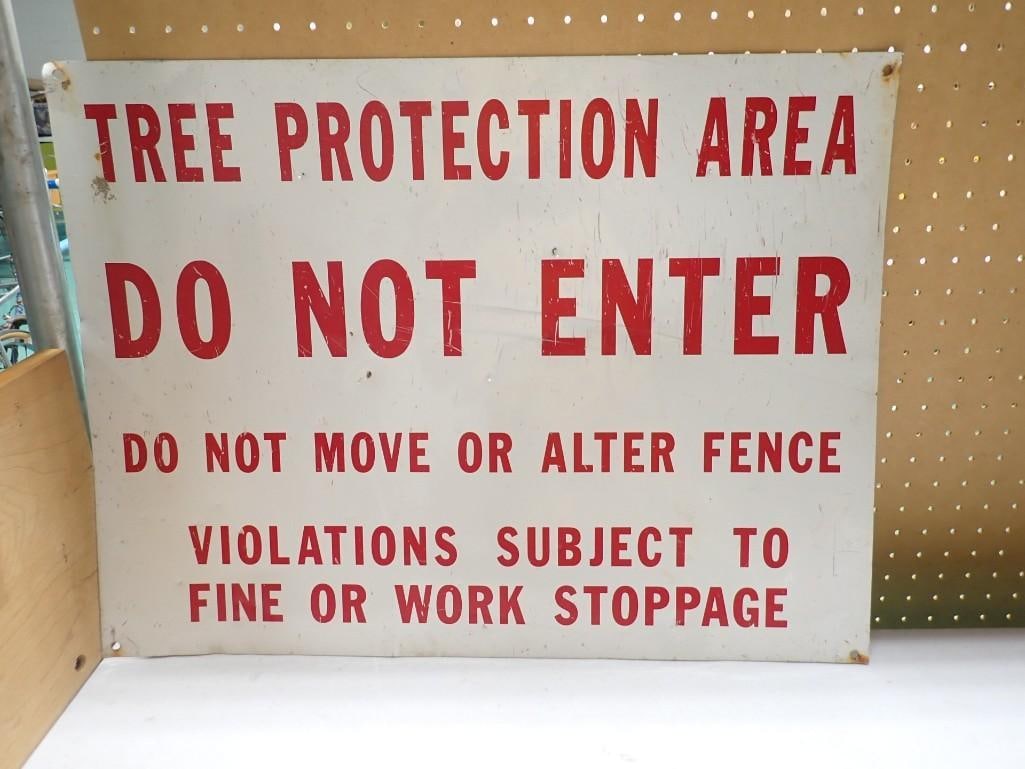 TREE PROTECTION AREA
DO NOT ENTER
DO NOT MOVE OR ALTER FENCE
VIOLATIONS SUBJECT TO
FINE OR WORK STOPPAGE